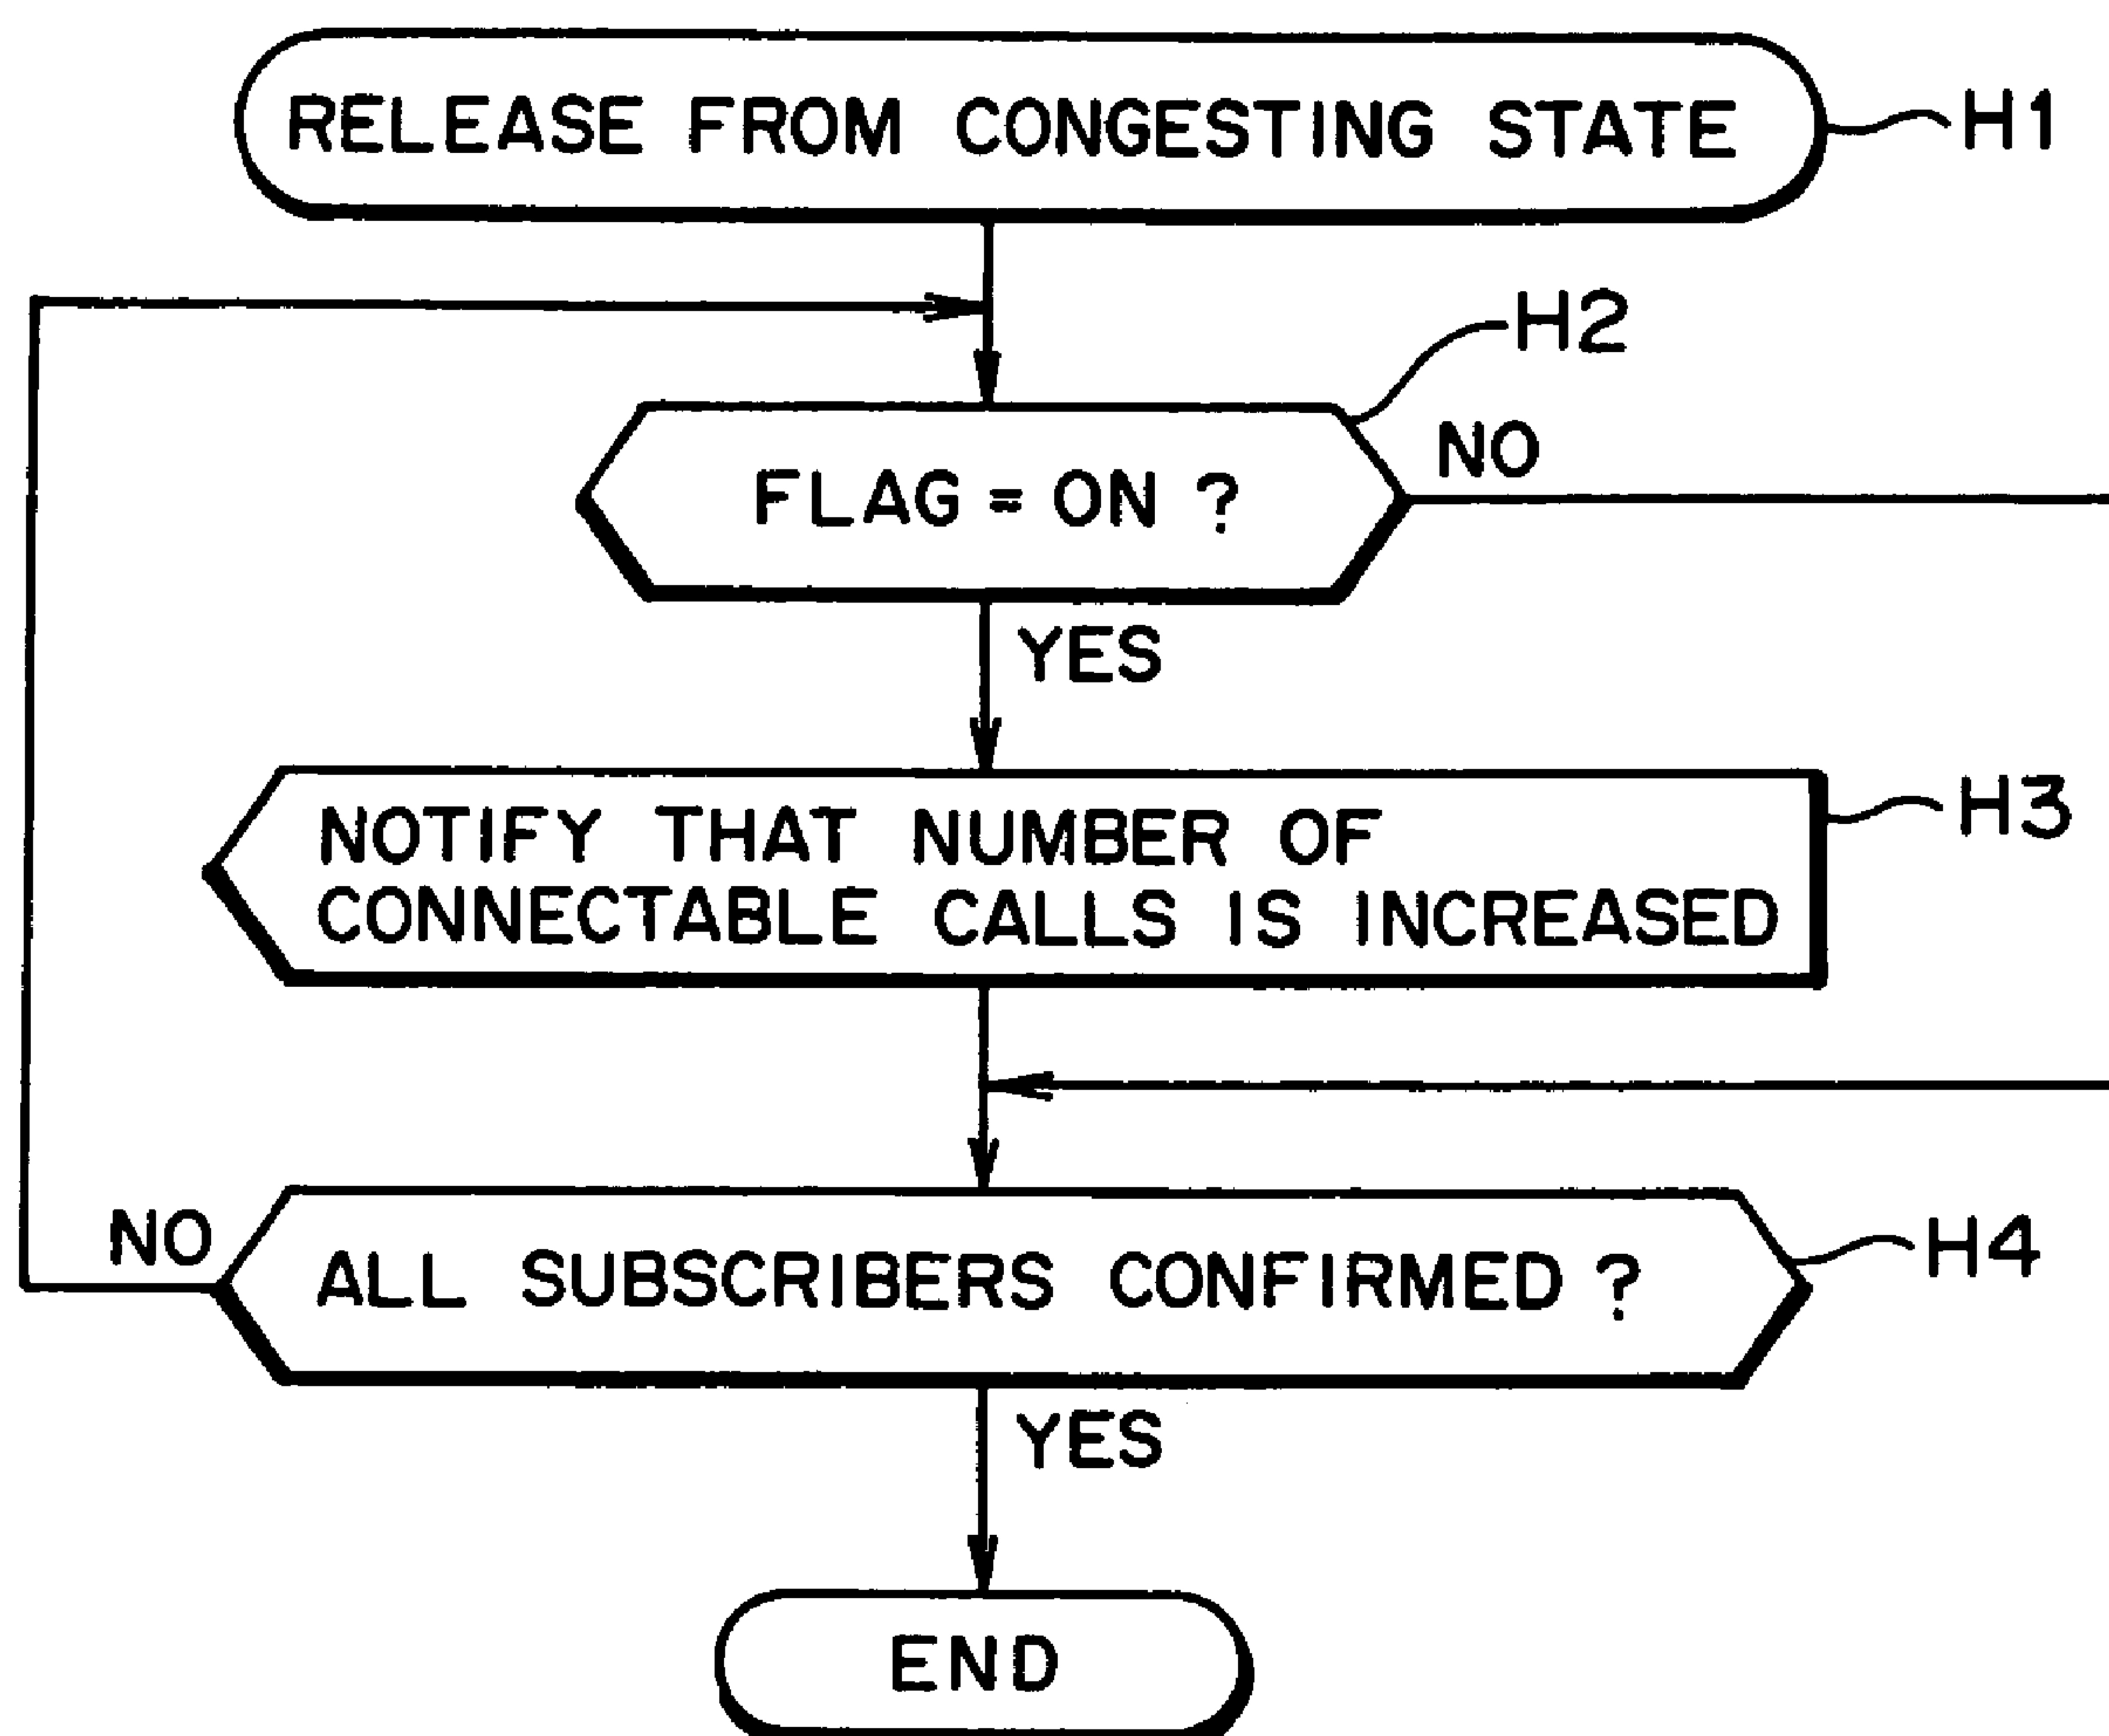 RELEASE FROM CONGESTING STATE
H1
H2
FLAG = ON ?
NO
YES
NOTIFY THAT NUMBER OF
CONNECTABLE CALLS IS INCREASED
H3
NO
ALL SUBSCRIBERS CONFIRMED ?
H4
YES
END